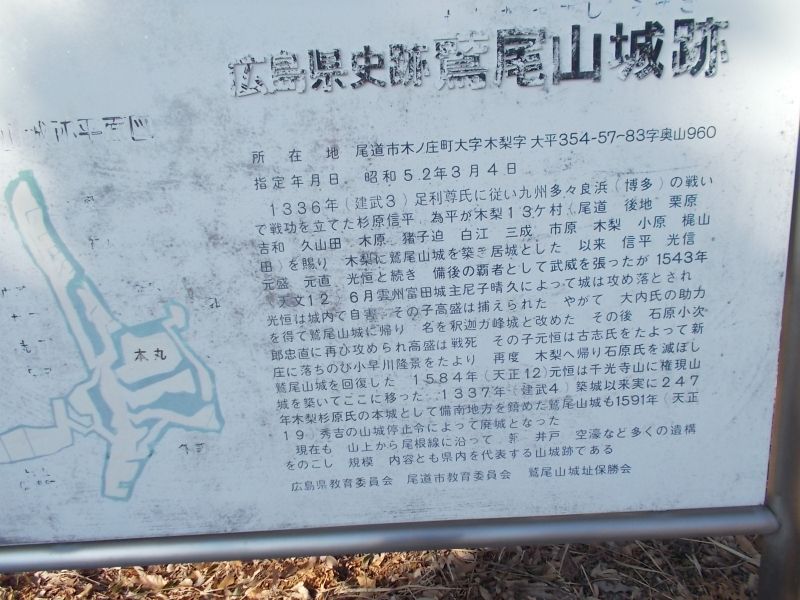 広島県史跡 鷲尾山城跡
平面図
所在地 尾道市木ノ庄町大字木梨字大平354-57~83字奥山960
指定年月日 昭和52年3月4日
1336年(建武3)足利尊氏に従い九州多々良浜(博多)の戦い
で戦功を立てた杉原信平 為平が木梨13ケ村(尾道 後地 栗原
吉和 久山田 木原 猪子迫 白江 三成 市原 木梨 小原 梶山
田)を賜り 木梨に鷲尾山城を築き居城とした 以来 信平 光信
元盛 元直 光恒と続き 備後の覇者として武威を張ったが1543年
天文12 6月雲州富田城主尼子晴久によって城は攻め落とされ
光恒は城内で自害 その子高盛は捕えられた やがて 大内氏の助力
を得て鷲尾山城に帰り 名を釈迦ガ峰城と改めた その後 石原小次
郎忠直に再び攻められ高盛は戦死 その子元恒は古志氏をたよって新
庄に落ちのび小早川隆景をたより 再度 木梨へ帰り石原氏を滅ぼし
鷲尾山城を回復した 1584年(天正12)元恒は千光寺山に権現山
城を築いてここに移った 1337年(建武4)築城以来実に247
年木梨杉原氏の本城として備南地方を鎮めた鷲尾山城も1591年(天正
19)秀吉の山城停止令によって廃城となった
現在も 山上から尾根線に沿って 郭 井戸 空濠など多くの遺構
をのこし 規模 内容とも県内を代表する山城跡である
広島県教育委員会 尾道市教育委員会 鷲尾山城址保勝会
本丸